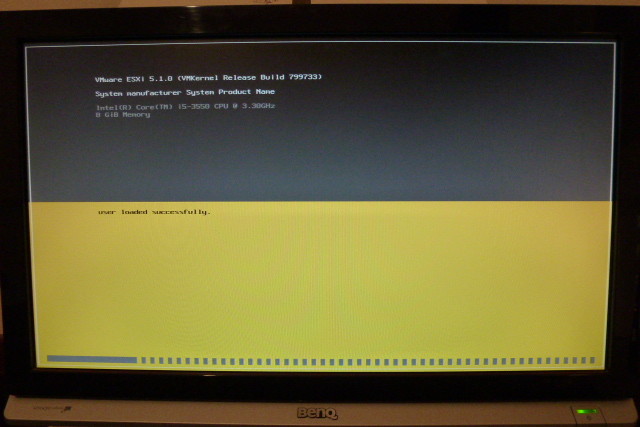 VMware ESXi 5.1.0 (VMKernel Release Build 799733)
System manufacturer System Product Name
Intel(R) Core(TM) i5-3550 CPU @ 3.30GHz
8 GiB Memory
user loaded successfully.
BenQ